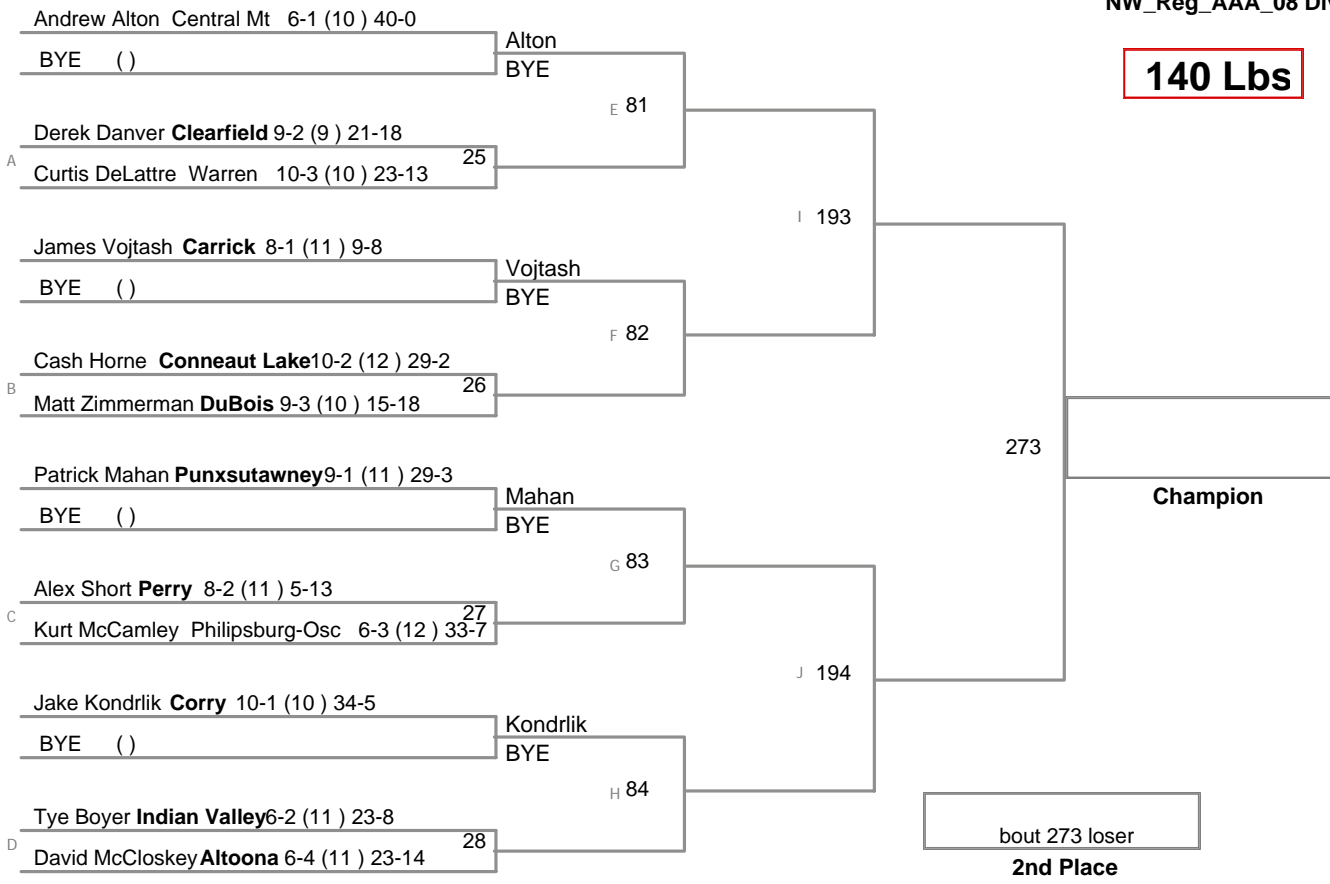 NW_Reg_AAA_08
140 Lbs
Andrew Alton Central Mt 6-1 (10 ) 40-0
BYE ( )
Alton
BYE
E 81
Derek Danver Clearfield 9-2 (9 ) 21-18
A
25
Curtis DeLattre Warren 10-3 (10 ) 23-13
I 193
James Vojtash Carrick 8-1 (11 ) 9-8
BYE ( )
Vojtash
BYE
F 82
Cash Horne Conneaut Lake10-2 (12 ) 29-2
B
26
Matt Zimmerman DuBois 9-3 (10 ) 15-18
273
Champion
Patrick Mahan Punxsutawney9-1 (11 ) 29-3
BYE ( )
Mahan
BYE
G 83
Alex Short Perry 8-2 (11 ) 5-13
C
27
Kurt McCamley Philipsburg-Osc 6-3 (12 ) 33-7
J 194
Jake Kondrlik Corry 10-1 (10 ) 34-5
BYE ( )
Kondrlik
BYE
H 84
Tye Boyer Indian Valley6-2 (11 ) 23-8
D
28
David McCloskey Altoona 6-4 (11 ) 23-14
bout 273 loser
2nd Place